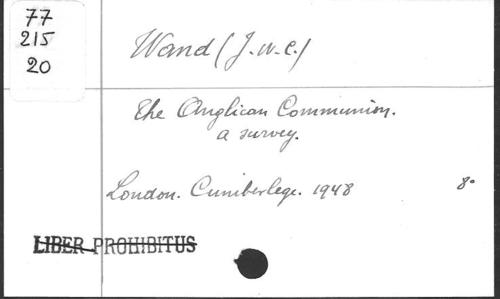 77
215
20
Wand (J. W. C.)
The Anglican Communion.
a survey.
London. Cumberlege. 1948 8°
LIBER PROHIBITUS